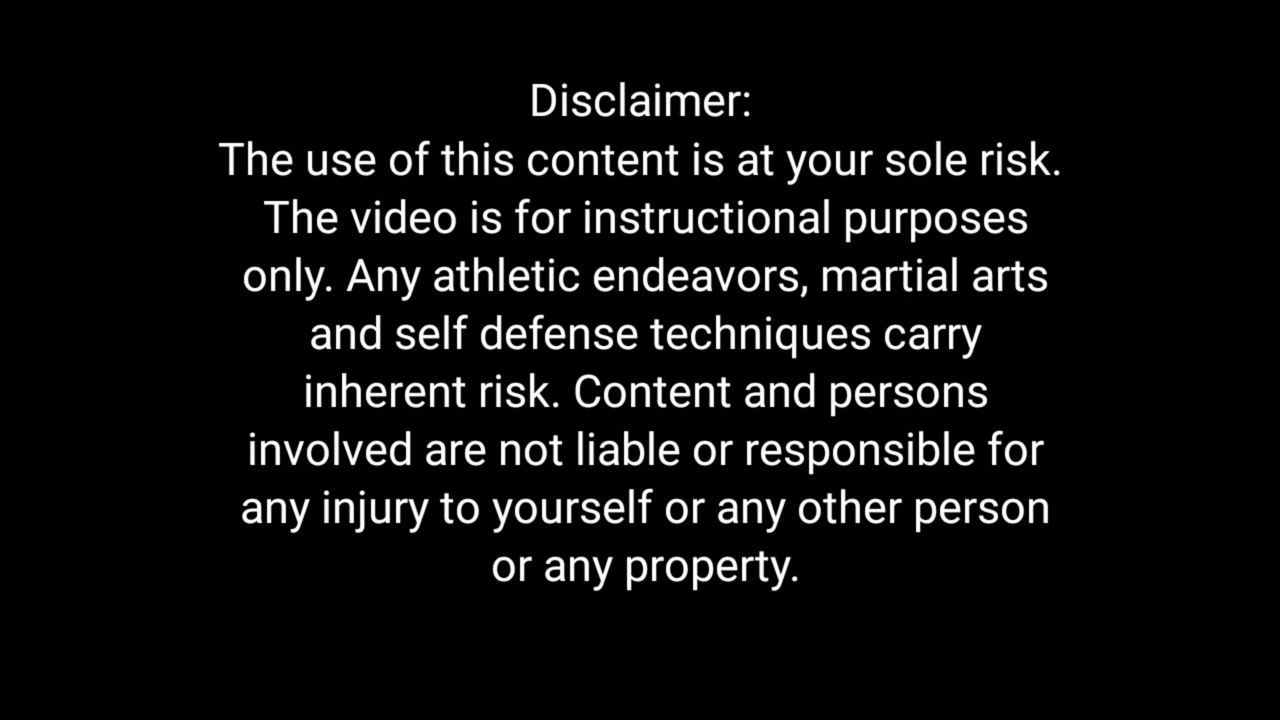 Disclaimer:
The use of this content is at your sole risk.
The video is for instructional purposes
only. Any athletic endeavors, martial arts
and self defense techniques carry
inherent risk. Content and persons
involved are not liable or responsible for
any injury to yourself or any other person
or any property.